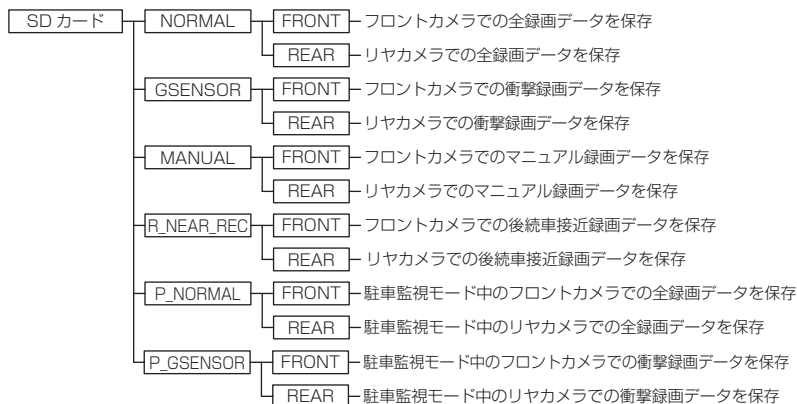 SD カード NORMAL FRONT フロントカメラでの全録画データを保存
REAR リヤカメラでの全録画データを保存
GSENSOR FRONT フロントカメラでの衝撃録画データを保存
REAR リヤカメラでの衝撃録画データを保存
MANUAL FRONT フロントカメラでのマニュアル録画データを保存
REAR リヤカメラでのマニュアル録画データを保存
R_NEAR_REC FRONT フロントカメラでの後続車接近録画データを保存
REAR リヤカメラでの後続車接近録画データを保存
P_NORMAL FRONT 駐車監視モード中のフロントカメラでの全録画データを保存
REAR 駐車監視モード中のリヤカメラでの全録画データを保存
P_GSENSOR FRONT 駐車監視モード中のフロントカメラでの衝撃録画データを保存
REAR 駐車監視モード中のリヤカメラでの衝撃録画データを保存